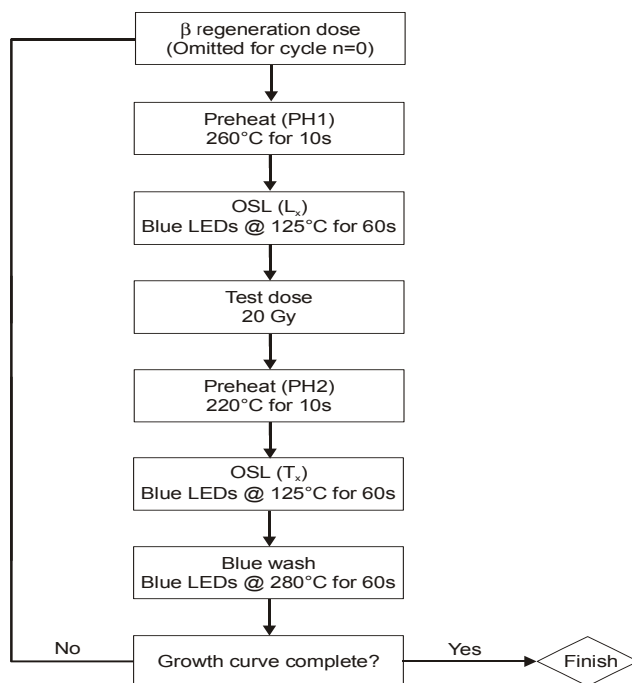 β regeneration dose
(Omitted for cycle n=0)
Preheat (PH1)
260°C for 10s
OSL (Lₓ)
Blue LEDs @ 125°C for 60s
Test dose
20 Gy
Preheat (PH2)
220°C for 10s
OSL (Tₓ)
Blue LEDs @ 125°C for 60s
Blue wash
Blue LEDs @ 280°C for 60s
No
Growth curve complete?
Yes
Finish